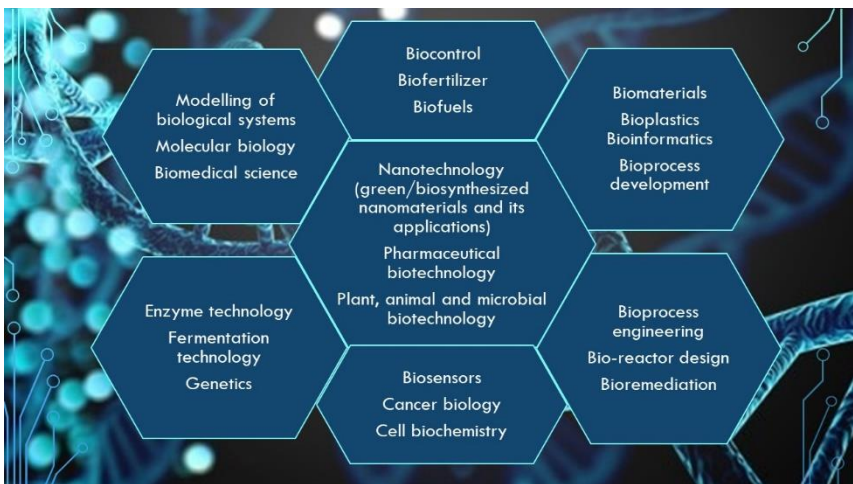 Biocontrol
Biofertilizer
Biofuels
Modelling of
biological systems
Molecular biology
Biomedical science
Biomaterials
Bioplastics
Bioinformatics
Bioprocess
development
Nanotechnology
(green/biosynthesized
nanomaterials and its
applications)
Pharmaceutical
biotechnology
Plant, animal and microbial
biotechnology
Enzyme technology
Fermentation
technology
Genetics
Bioprocess
engineering
Bio-reactor design
Bioremediation
Biosensors
Cancer biology
Cell biochemistry